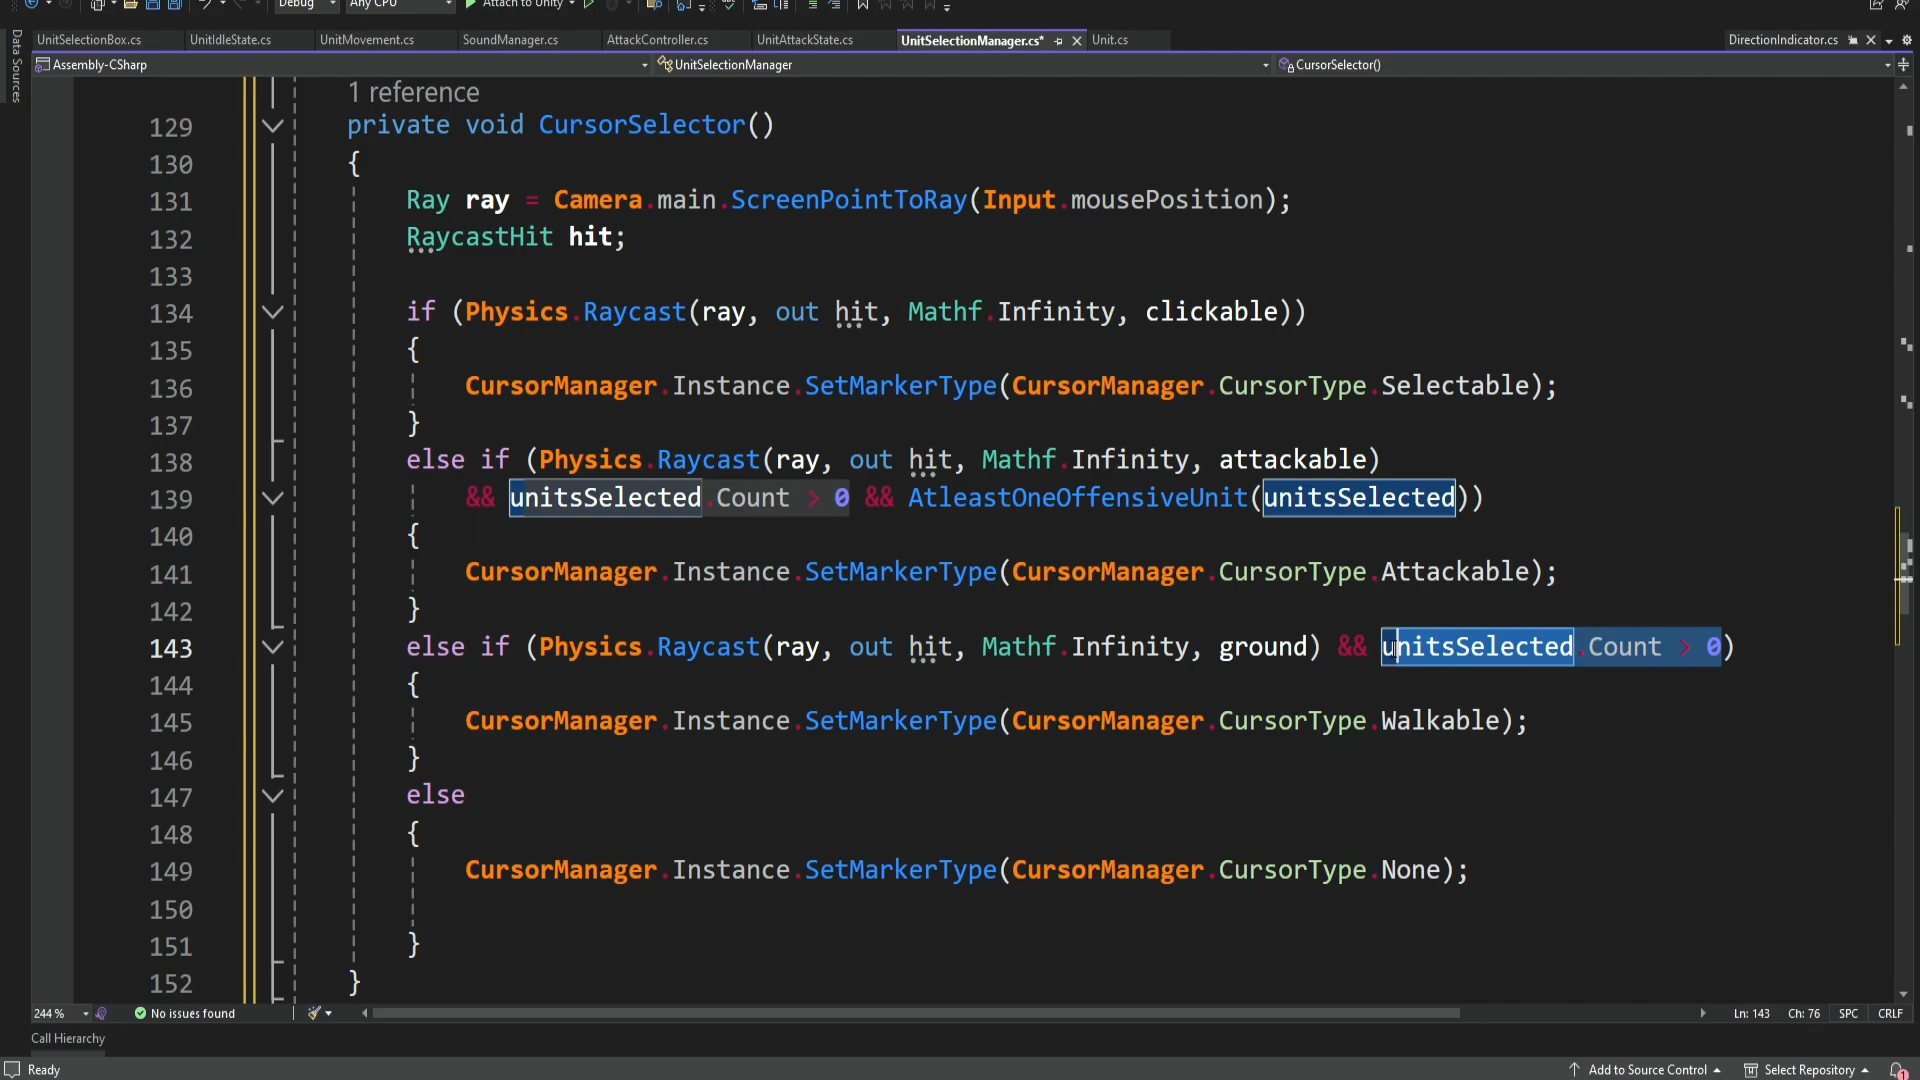 Debug Any CPU Attach to Unity
UnitSelectionBox.cs UnitIdleState.cs UnitMovement.cs SoundManager.cs AttackController.cs UnitAttackState.cs UnitSelectionManager.cs* Unit.cs DirectionIndicator.cs
Data Sources
Assembly-CSharp UnitSelectionManager CursorSelector()
1 reference
129 private void CursorSelector()
130 {
131 Ray ray = Camera.main.ScreenPointToRay(Input.mousePosition);
132 RaycastHit hit;
133
134 if (Physics.Raycast(ray, out hit, Mathf.Infinity, clickable))
135 {
136 CursorManager.Instance.SetMarkerType(CursorManager.CursorType.Selectable);
137 }
138 else if (Physics.Raycast(ray, out hit, Mathf.Infinity, attackable)
139 && unitsSelected.Count > 0 && AtleastOneOffensiveUnit(unitsSelected))
140 {
141 CursorManager.Instance.SetMarkerType(CursorManager.CursorType.Attackable);
142 }
143 else if (Physics.Raycast(ray, out hit, Mathf.Infinity, ground) && unitsSelected.Count > 0)
144 {
145 CursorManager.Instance.SetMarkerType(CursorManager.CursorType.Walkable);
146 }
147 else
148 {
149 CursorManager.Instance.SetMarkerType(CursorManager.CursorType.None);
150
151 }
152 }
244 % No issues found Ln: 143 Ch: 76 SPC CRLF
Call Hierarchy
Ready Add to Source Control Select Repository 1